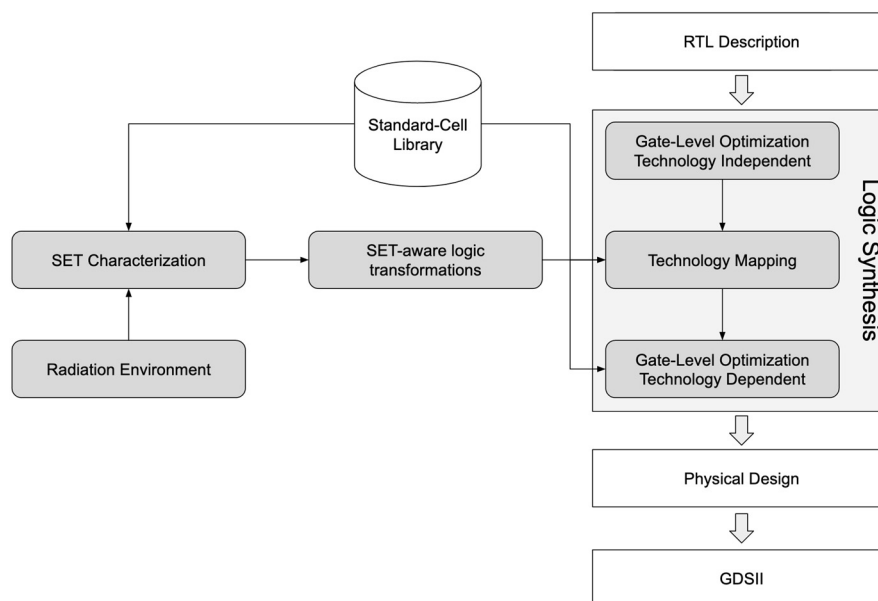 RTL Description
Standard-Cell
Library
Gate-Level Optimization
Technology Independent
Logic Synthesis
SET Characterization
SET-aware logic
transformations
Technology Mapping
Radiation Environment
Gate-Level Optimization
Technology Dependent
Physical Design
GDSII